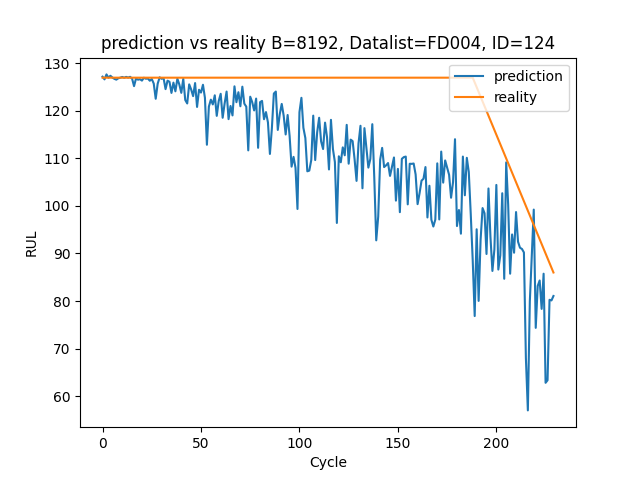 prediction vs reality B=8192, Datalist=FD004, ID=124
130
120
110
100
90
80
70
60
RUL
prediction
reality
0
50
100
150
200
Cycle